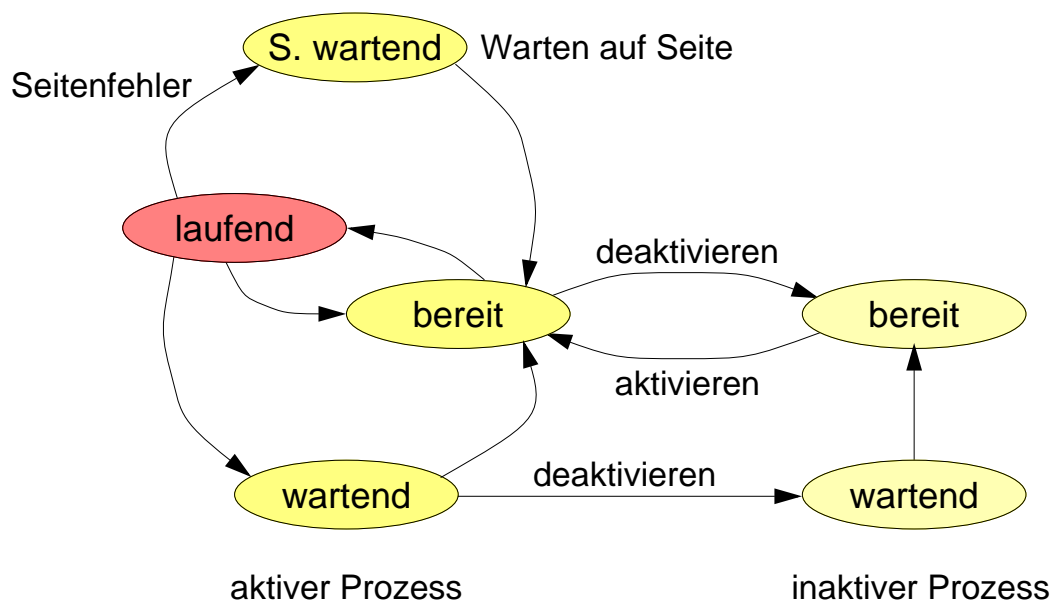 S. wartend
Warten auf Seite
Seitenfehler
laufend
deaktivieren
bereit
bereit
aktivieren
wartend
deaktivieren
wartend
aktiver Prozess
inaktiver Prozess